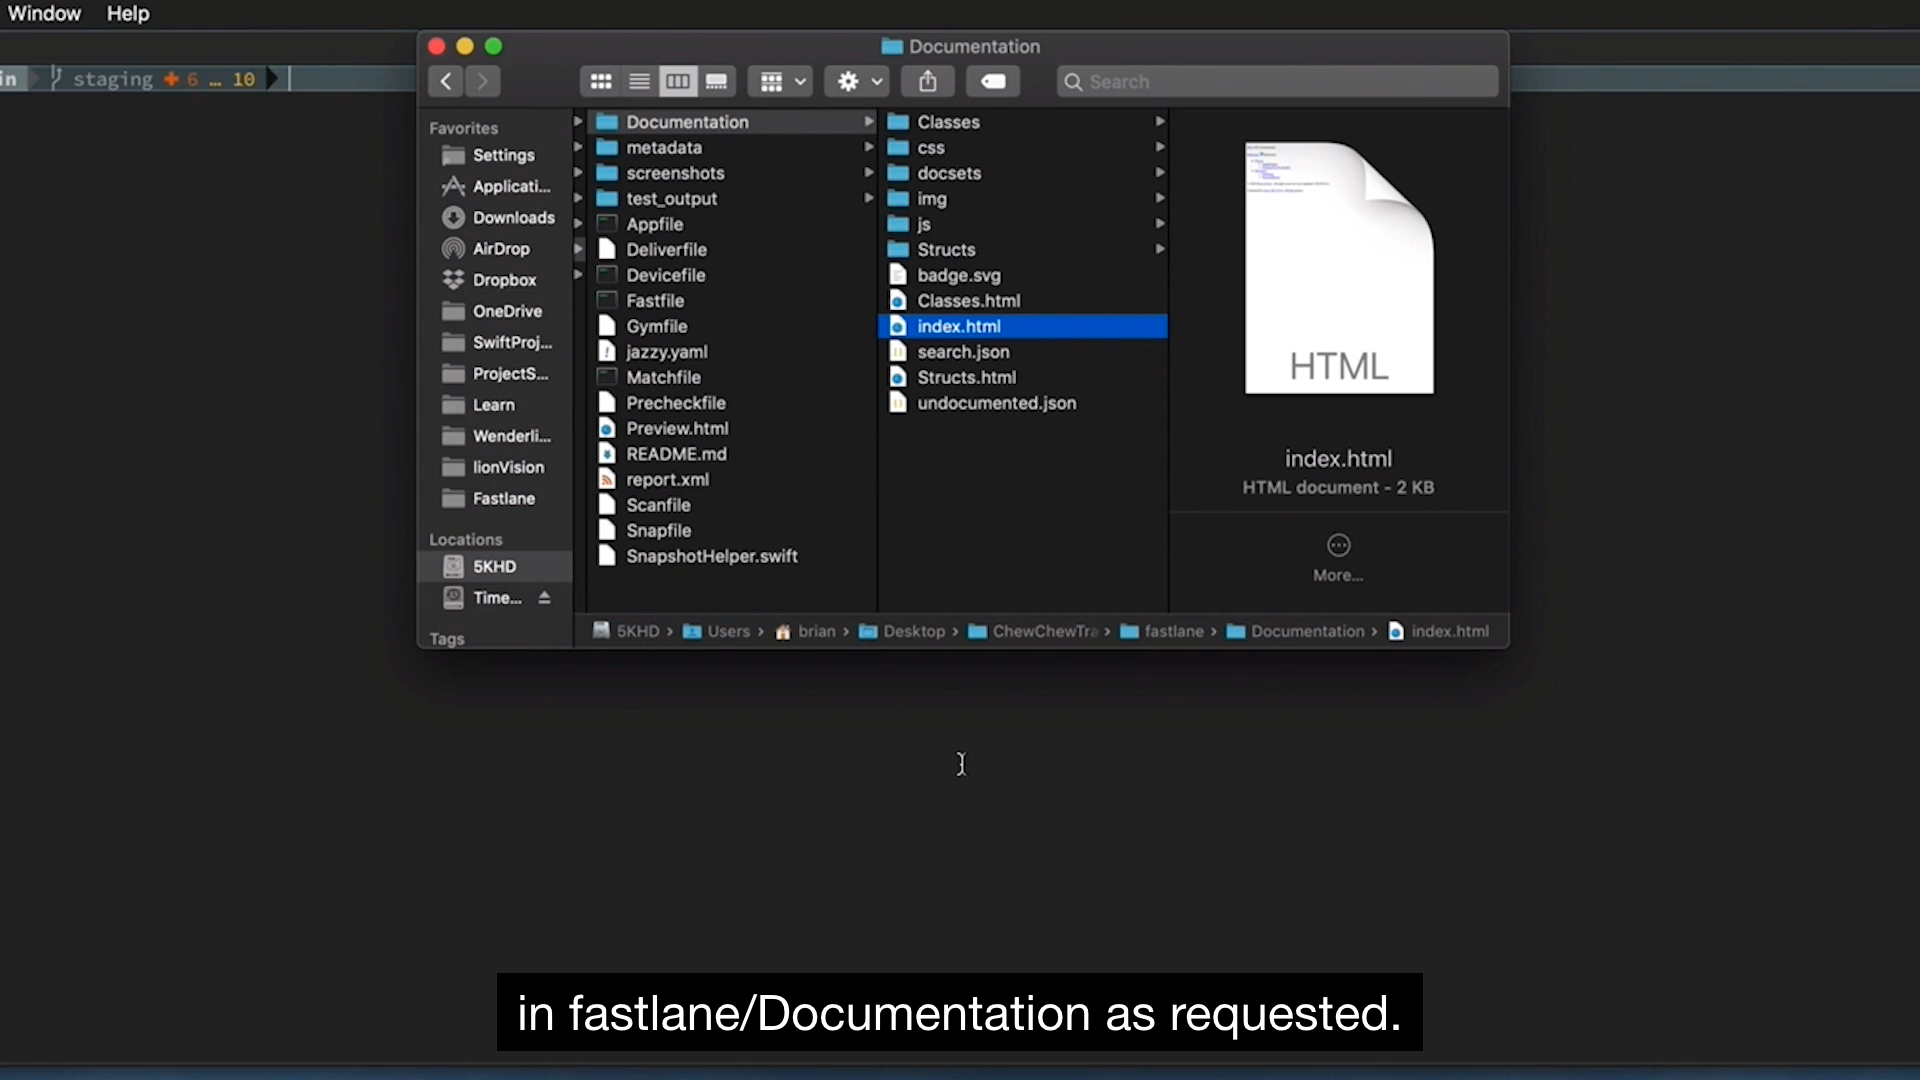 Window Help
in staging + 6 … 10
Documentation
Search
Favorites
Settings
Applicati...
Downloads
AirDrop
Dropbox
OneDrive
SwiftProj...
ProjectS...
Learn
Wenderli...
lionVision
Fastlane
Locations
5KHD
Time...
Tags
Documentation
metadata
screenshots
test_output
Appfile
Deliverfile
Devicefile
Fastfile
Gymfile
jazzy.yaml
Matchfile
Precheckfile
Preview.html
README.md
report.xml
Scanfile
Snapfile
SnapshotHelper.swift
Classes
css
docsets
img
js
Structs
badge.svg
Classes.html
index.html
search.json
Structs.html
undocumented.json
HTML
index.html
HTML document - 2 KB
More...
5KHD › Users › brian › Desktop › ChewChewTra › fastlane › Documentation › index.html
in fastlane/Documentation as requested.